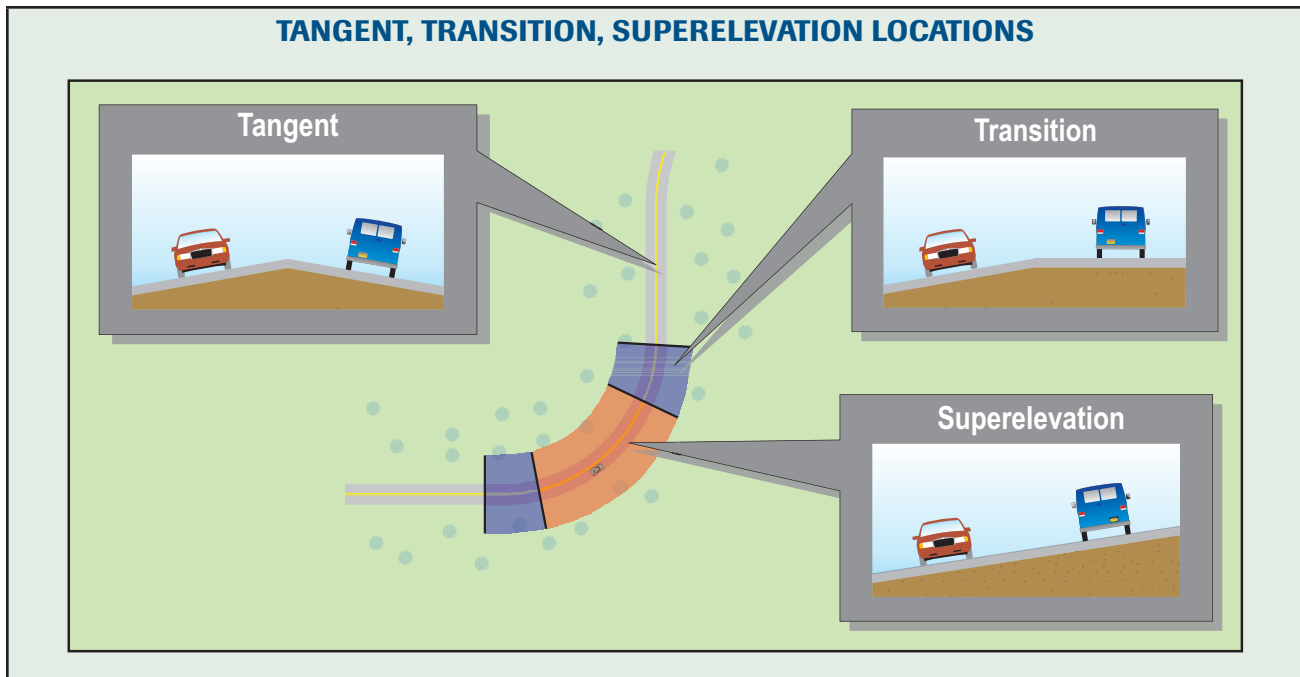 TANGENT, TRANSITION, SUPERELEVATION LOCATIONS
Tangent
Transition
Superelevation